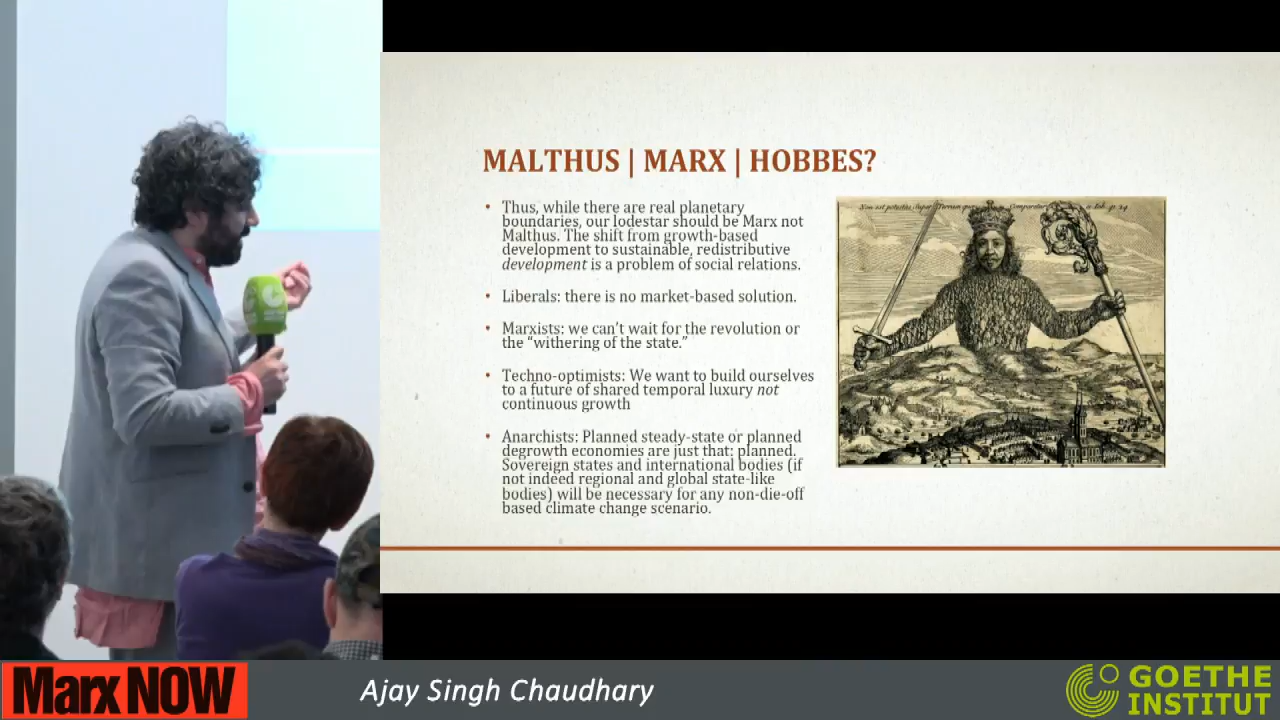 MALTHUS | MARX | HOBBES?
• Thus, while there are real planetary
boundaries, our lodestar should be Marx not
Malthus. The shift from growth-based
development to sustainable, redistributive
development is a problem of social relations.
• Liberals: there is no market-based solution.
• Marxists: we can't wait for the revolution or
the “withering of the state.”
• Techno-optimists: We want to build ourselves
to a future of shared temporal luxury not
continuous growth
• Anarchists: Planned steady-state or planned
degrowth economies are just that: planned.
Sovereign states and international bodies (if
not indeed regional and global state-like
bodies) will be necessary for any non-die-off
based climate change scenario.
Marx NOW
Ajay Singh Chaudhary
GOETHE
INSTITUT